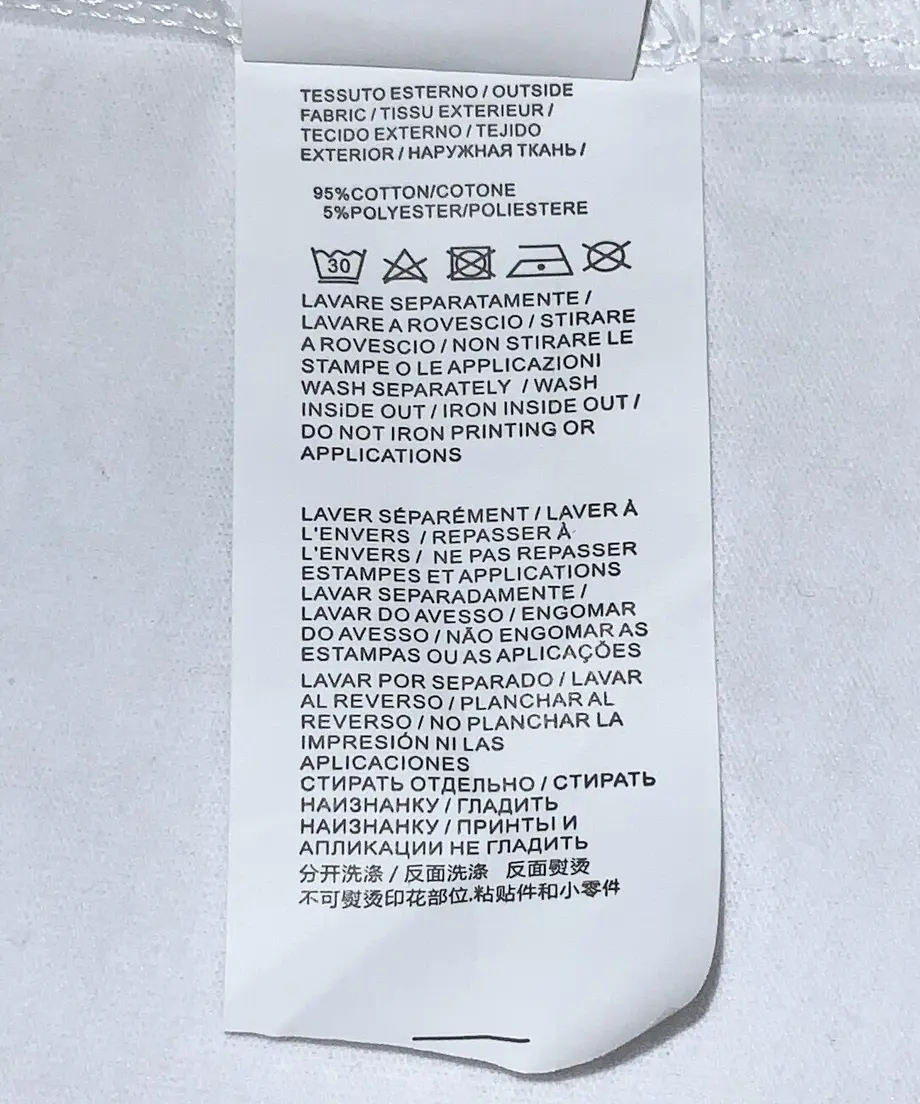 TESSUTO ESTERNO / OUTSIDE
FABRIC / TISSU EXTERIEUR /
TECIDO EXTERNO / TEJIDO
EXTERIOR / НАРУЖНАЯ ТКАНЬ /
95%COTTON/COTONE
5%POLYESTER/POLIESTERE
30
LAVARE SEPARATAMENTE /
LAVARE A ROVESCIO / STIRARE
A ROVESCIO / NON STIRARE LE
STAMPE O LE APPLICAZIONI
WASH SEPARATELY / WASH
INSiDE OUT / IRON INSIDE OUT /
DO NOT IRON PRINTING OR
APPLICATIONS
LAVER SÉPARÉMENT / LAVER À
L'ENVERS / REPASSER À
L'ENVERS / NE PAS REPASSER
ESTAMPES ET APPLICATIONS
LAVAR SEPARADAMENTE /
LAVAR DO AVESSO / ENGOMAR
DO AVESSO / NÃO ENGOMAR AS
ESTAMPAS OU AS APLICAÇÕES
LAVAR POR SEPARADO / LAVAR
AL REVERSO / PLANCHAR AL
REVERSO / NO PLANCHAR LA
IMPRESIÓN NI LAS
APLICACIONES
СТИРАТЬ ОТДЕЛЬНО / СТИРАТЬ
НАИЗНАНКУ / ГЛАДИТЬ
НАИЗНАНКУ / ПРИНТЫ И
АПЛИКАЦИИ НЕ ГЛАДИТЬ
分开洗涤 / 反面洗涤 反面熨烫
不可熨烫印花部位.粘贴件和小零件